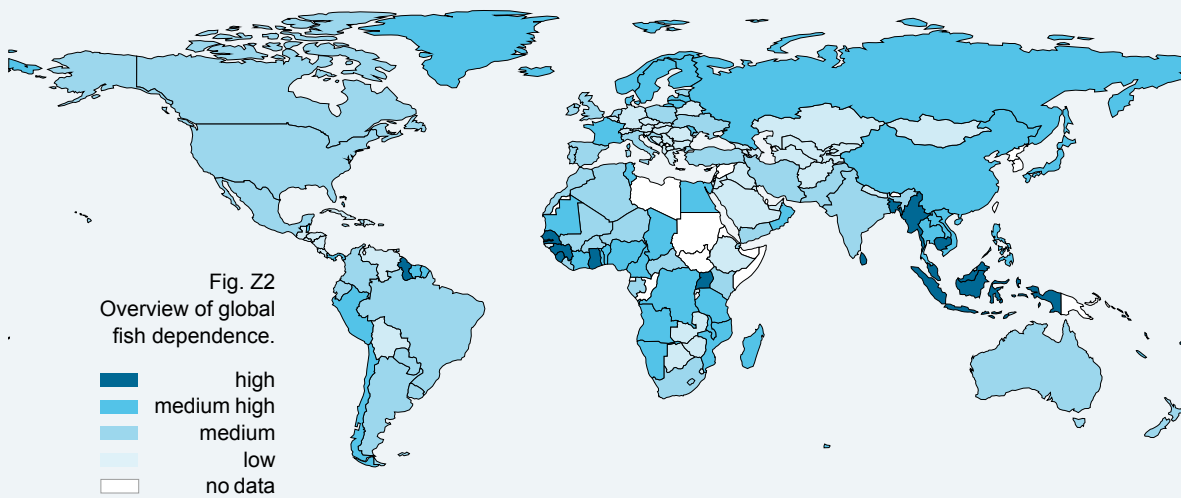 Fig. Z2
Overview of global
fish dependence.
high
medium high
medium
low
no data